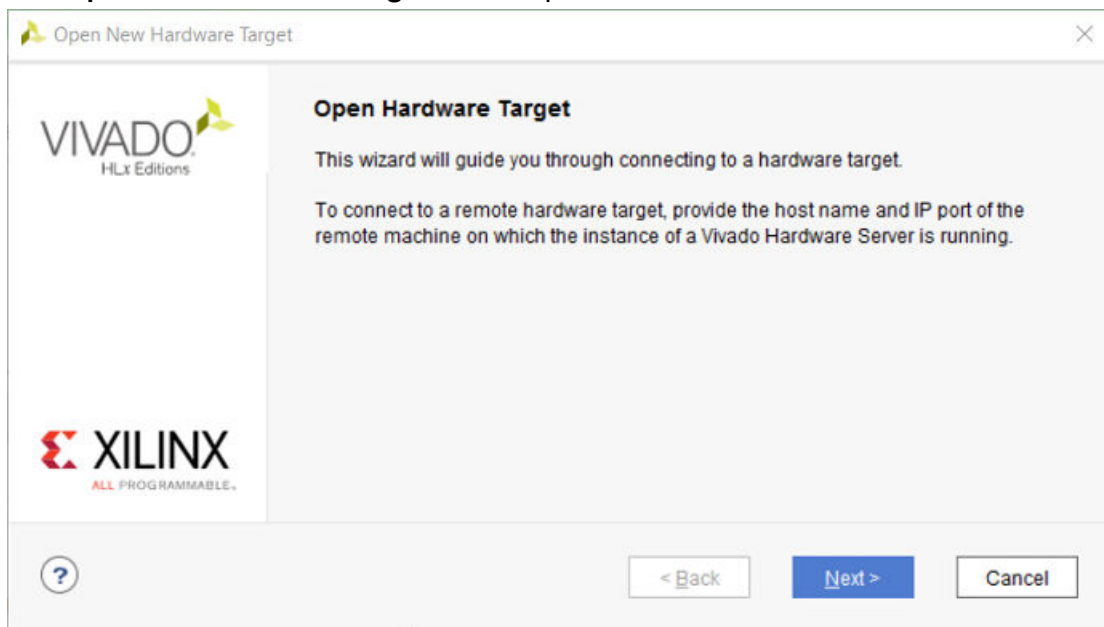 Open New Hardware Target
VIVADO.
HLx Editions
Open Hardware Target
This wizard will guide you through connecting to a hardware target.
To connect to a remote hardware target, provide the host name and IP port of the
remote machine on which the instance of a Vivado Hardware Server is running.
XILINX
ALL PROGRAMMABLE™
?
< Back
Next >
Cancel